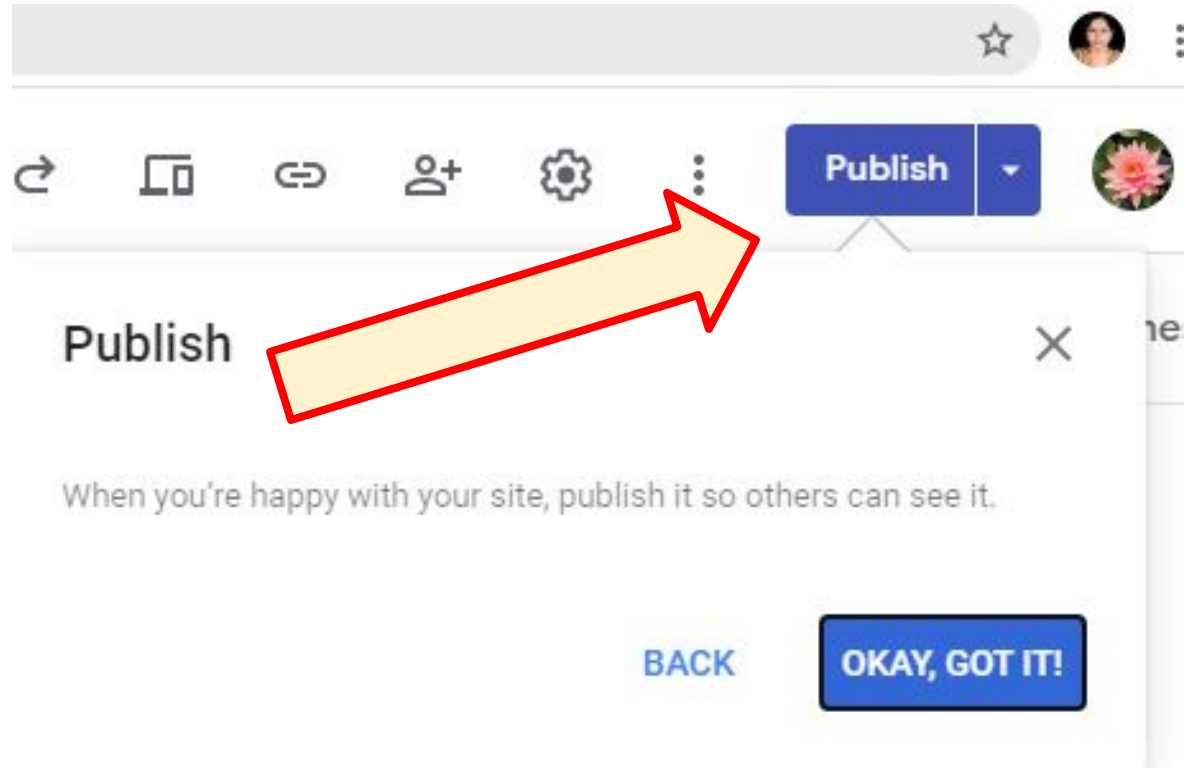 Publish
Publish
When you're happy with your site, publish it so others can see it.
BACK
OKAY, GOT IT!